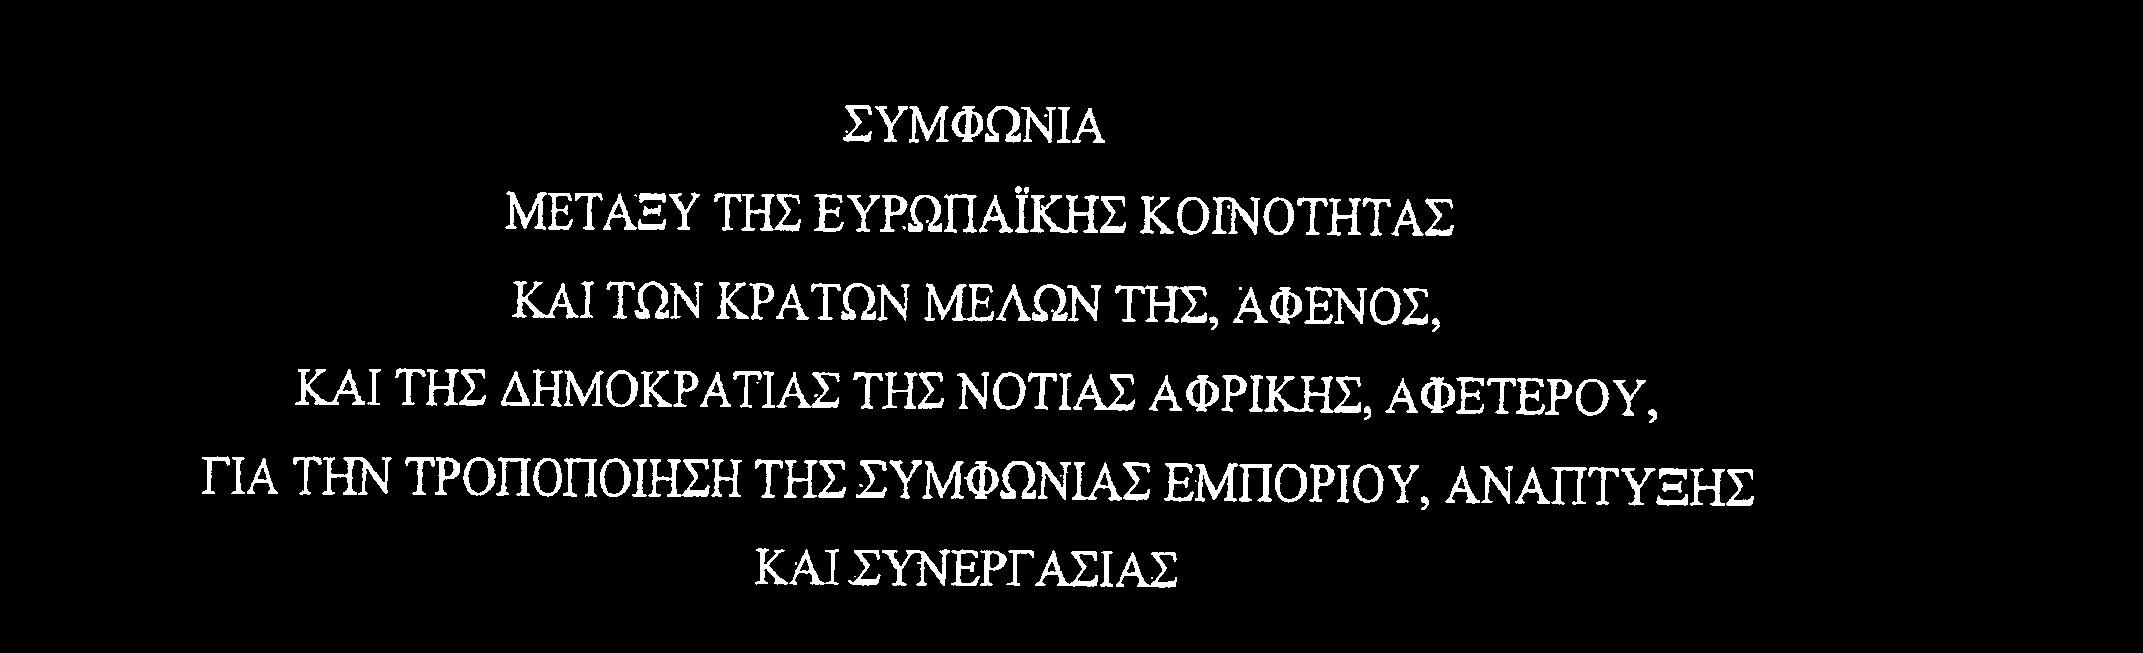 ΣΥΜΦΩΝΙΑ
ΜΕΤΑΞΥ ΤΗΣ ΕΥΡΩΠΑΪΚΗΣ ΚΟΙΝΟΤΗΤΑΣ
ΚΑΙ ΤΩΝ ΚΡΑΤΩΝ ΜΕΛΩΝ ΤΗΣ, ΑΦΕΝΟΣ,
ΚΑΙ ΤΗΣ ΔΗΜΟΚΡΑΤΙΑΣ ΤΗΣ ΝΟΤΙΑΣ ΑΦΡΙΚΗΣ, ΑΦΕΤΕΡΟΥ,
ΓΙΑ ΤΗΝ ΤΡΟΠΟΠΟΙΗΣΗ ΤΗΣ ΣΥΜΦΩΝΙΑΣ ΕΜΠΟΡΙΟΥ, ΑΝΑΠΤΥΞΗΣ
ΚΑΙ ΣΥΝΕΡΓΑΣΙΑΣ